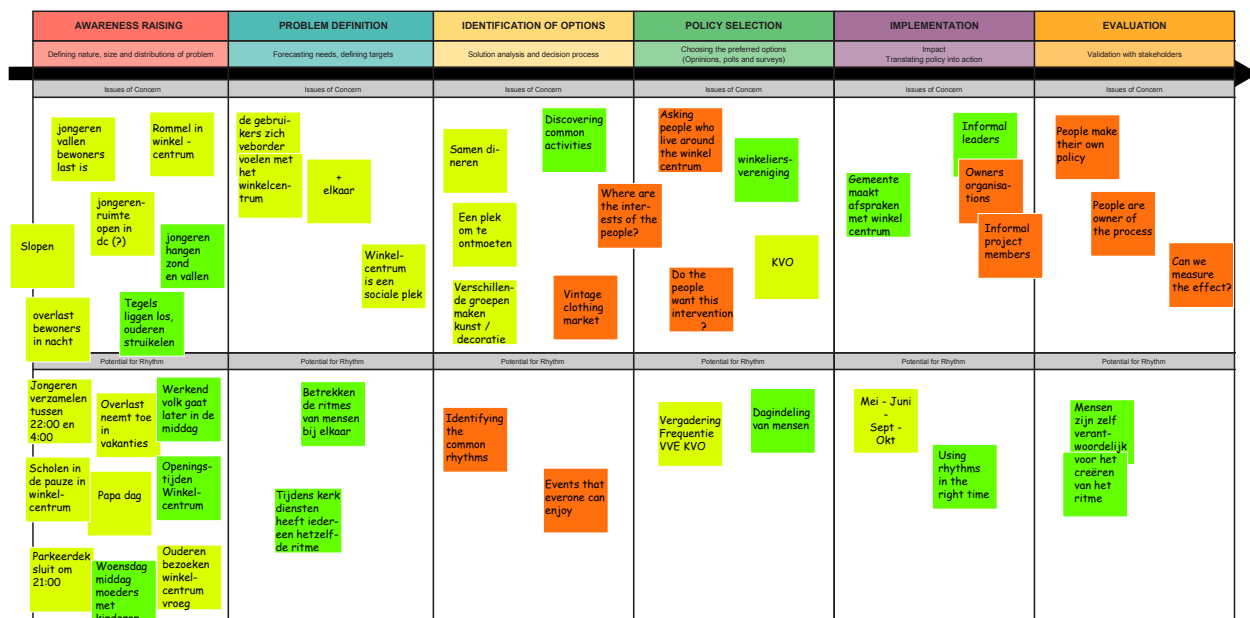 AWARENESS RAISING
PROBLEM DEFINITION
IDENTIFICATION OF OPTIONS
POLICY SELECTION
IMPLEMENTATION
EVALUATION
Defining nature, size and distributions of problem
Forecasting needs, defining targets
Solution analysis and decision process
Choosing the preferred options
(Opninions, polls and surveys)
Impact
Translating policy into action
Validation with stakeholders
Issues of Concern
Issues of Concern
Issues of Concern
Issues of Concern
Issues of Concern
Issues of Concern
jongeren
vallen
bewoners
last is
Rommel in
winkel -
centrum
jongeren-
ruimte
open in
dc (?)
Slopen
jongeren
hangen
zond
en vallen
overlast
bewoners
in nacht
Tegels
liggen los,
ouderen
struikelen
de gebrui-
kers zich
veborder
voelen met
het
winkelcen-
trum
+
elkaar
Winkel-
centrum
is een
sociale plek
Samen di-
neren
Discovering
common
activities
Een plek
om te
ontmoeten
Where are
the inter-
ests of the
people?
Verschillen-
de groepen
maken
kunst /
decoratie
Vintage
clothing
market
Asking
people who
live around
the winkel
centrum
winkeliers-
vereniging
KVO
Do the
people
want this
intervention
?
Informal
leaders
Gemeente
maakt
afspraken
met winkel
centrum
Owners
organisa-
tions
Informal
project
members
People make
their own
policy
People are
owner of
the process
Can we
measure
the effect?
Potential for Rhythm
Potential for Rhythm
Potential for Rhythm
Potential for Rhythm
Potential for Rhythm
Potential for Rhythm
Jongeren
verzamelen
tussen
22:00 en
4:00
Overlast
neemt toe
in
vakanties
Werkend
volk gaat
later in de
middag
Scholen in
de pauze in
winkel-
centrum
Papa dag
Openings-
tijden
Winkel-
centrum
Parkeerdek
sluit om
21:00
Woensdag
middag
moeders
met
kinderen
Ouderen
bezoeken
winkel-
centrum
vroeg
Betrekken
de ritmes
van mensen
bij elkaar
Tijdens kerk
diensten
heeft ieder-
een hetzelf-
de ritme
Identifying
the
common
rhythms
Events that
everone can
enjoy
Vergadering
Frequentie
VVE KVO
Dagindeling
van mensen
Mei - Juni
-
Sept -
Okt
Using
rhythms
in the
right time
Mensen
zijn zelf
verant-
woordelijk
voor het
creëren
van het
ritme